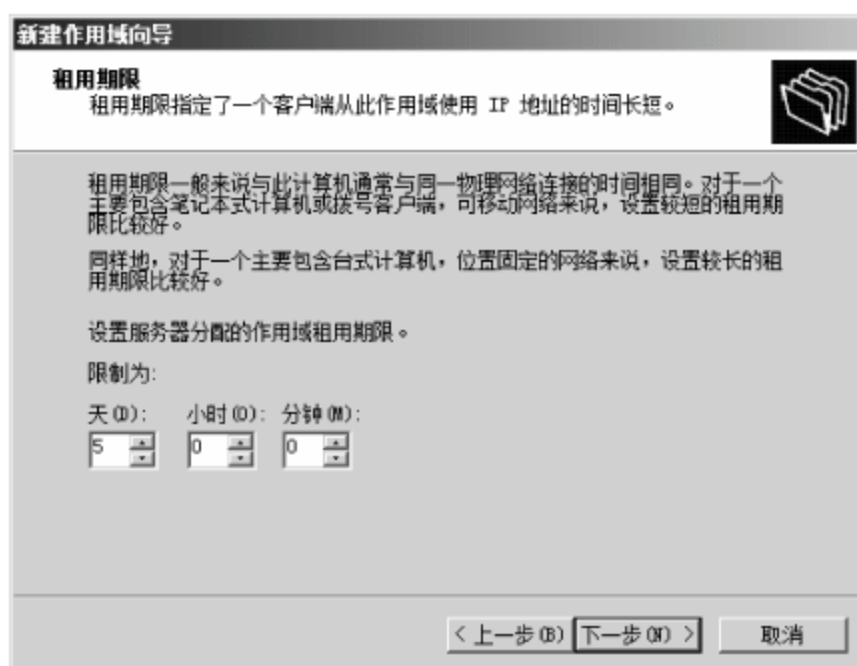 新建作用域向导
租用期限
租用期限指定了一个客户端从此作用域使用 IP 地址的时间长短。
租用期限一般来说与此计算机通常与同一物理网络连接的时间相同。对于一个
主要包含笔记本式计算机或拨号客户端，可移动网络来说，设置较短的租用期
限比较好。
同样地，对于一个主要包含台式计算机，位置固定的网络来说，设置较长的租
用期限比较好。
设置服务器分配的作用域租用期限。
限制为:
天(D): 小时(O): 分钟(M):
5 0 0
< 上一步(B) 下一步(N) > 取消